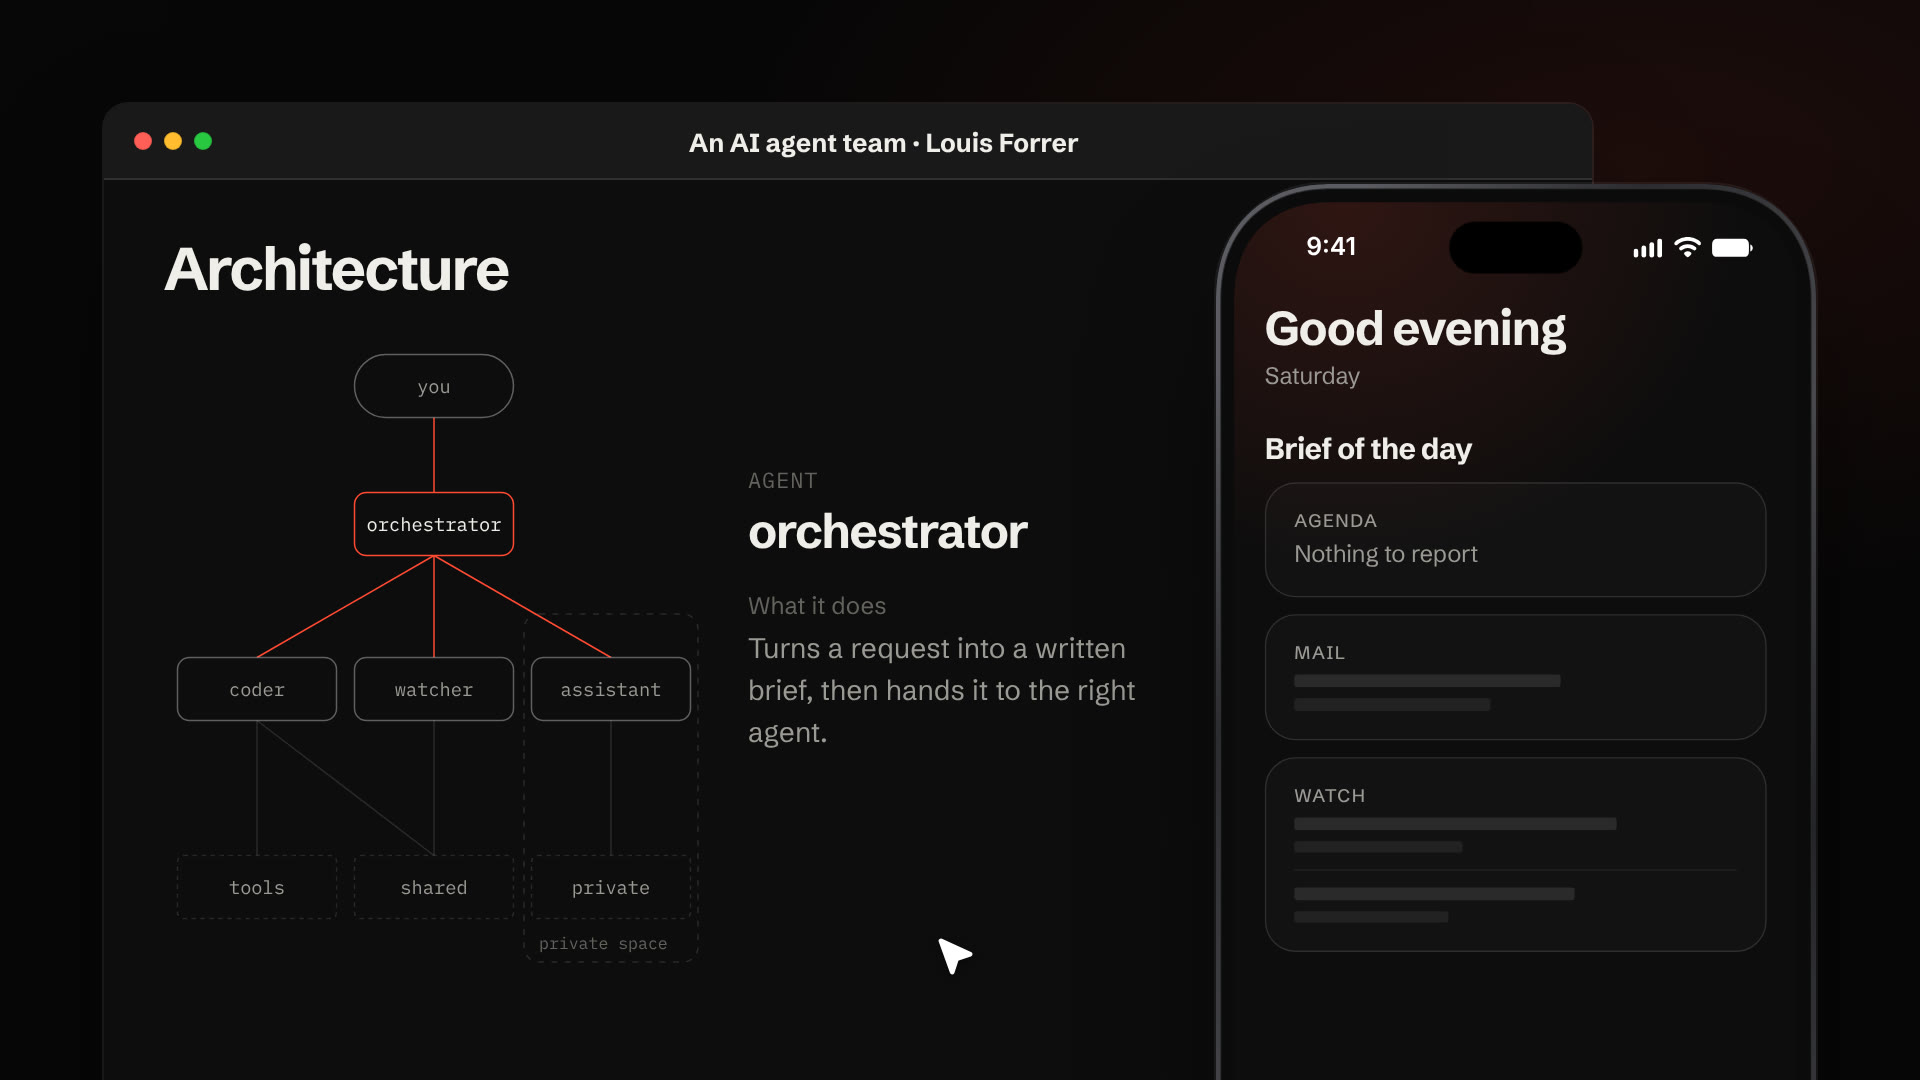 An AI agent team • Louis Forrer
Architecture
you
orchestrator
coder
watcher
assistant
tools
shared
private
private space
AGENT
orchestrator
What it does
Turns a request into a written
brief, then hands it to the right
agent.
9:41
Good evening
Saturday
Brief of the day
AGENDA
Nothing to report
MAIL
WATCH